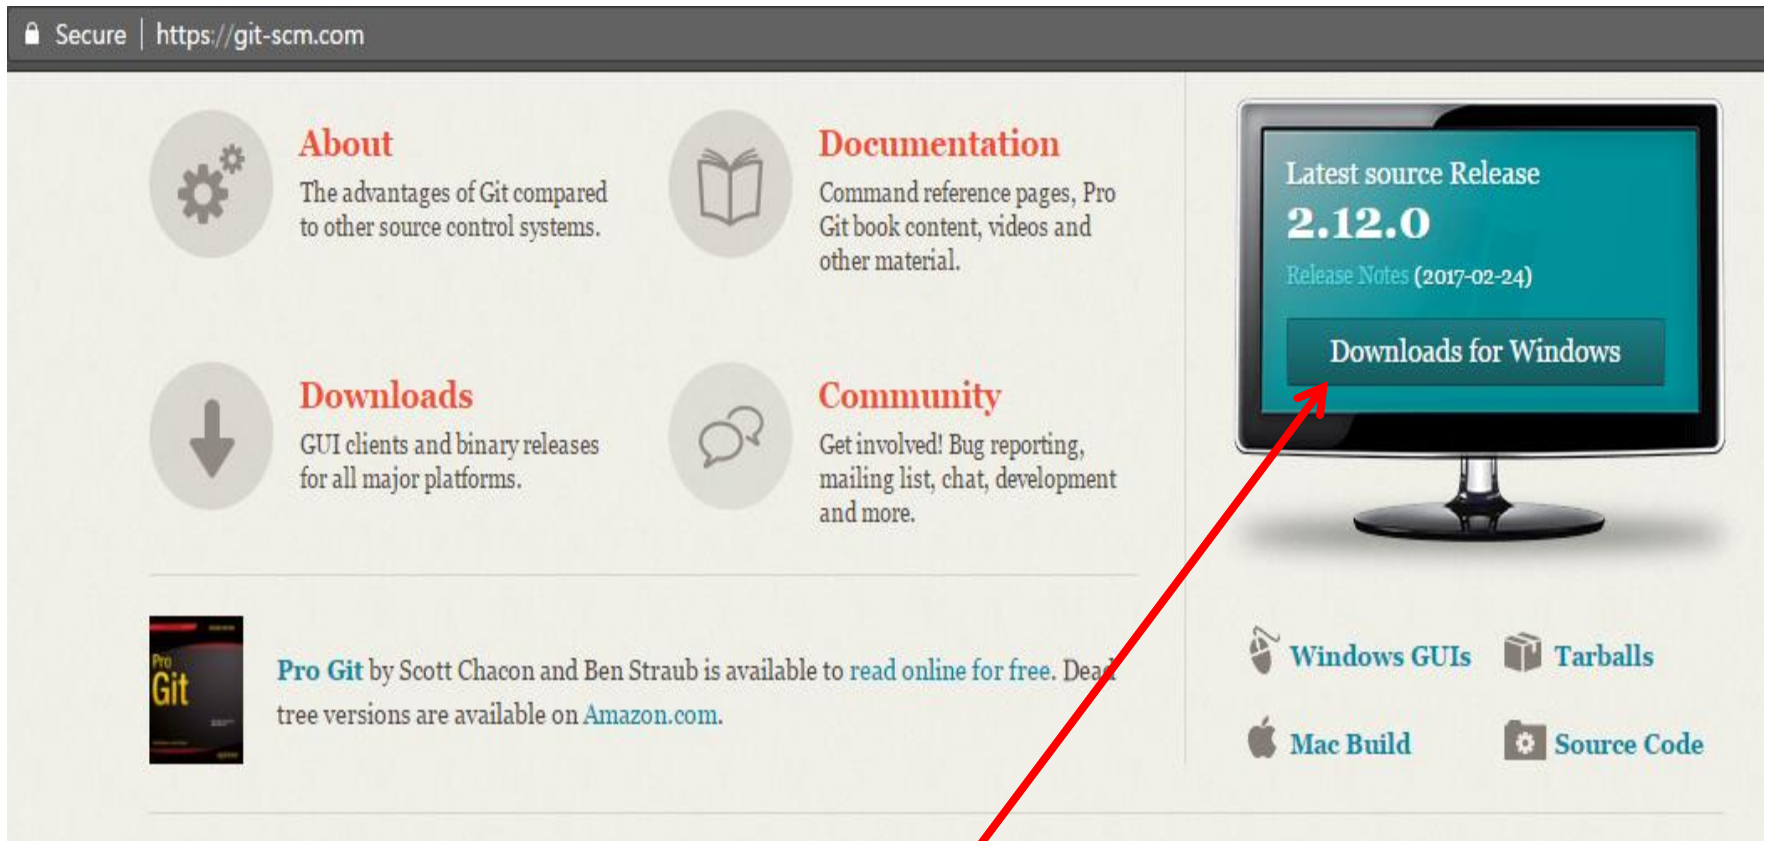 Secure | https://git-scm.com
About
The advantages of Git compared
to other source control systems.
Documentation
Command reference pages, Pro
Git book content, videos and
other material.
Downloads
GUI clients and binary releases
for all major platforms.
Community
Get involved! Bug reporting,
mailing list, chat, development
and more.
Pro
Git
Pro Git by Scott Chacon and Ben Straub is available to read online for free. Dead
tree versions are available on Amazon.com.
Latest source Release
2.12.0
Release Notes (2017-02-24)
Downloads for Windows
Windows GUIs
Tarballs
Mac Build
Source Code